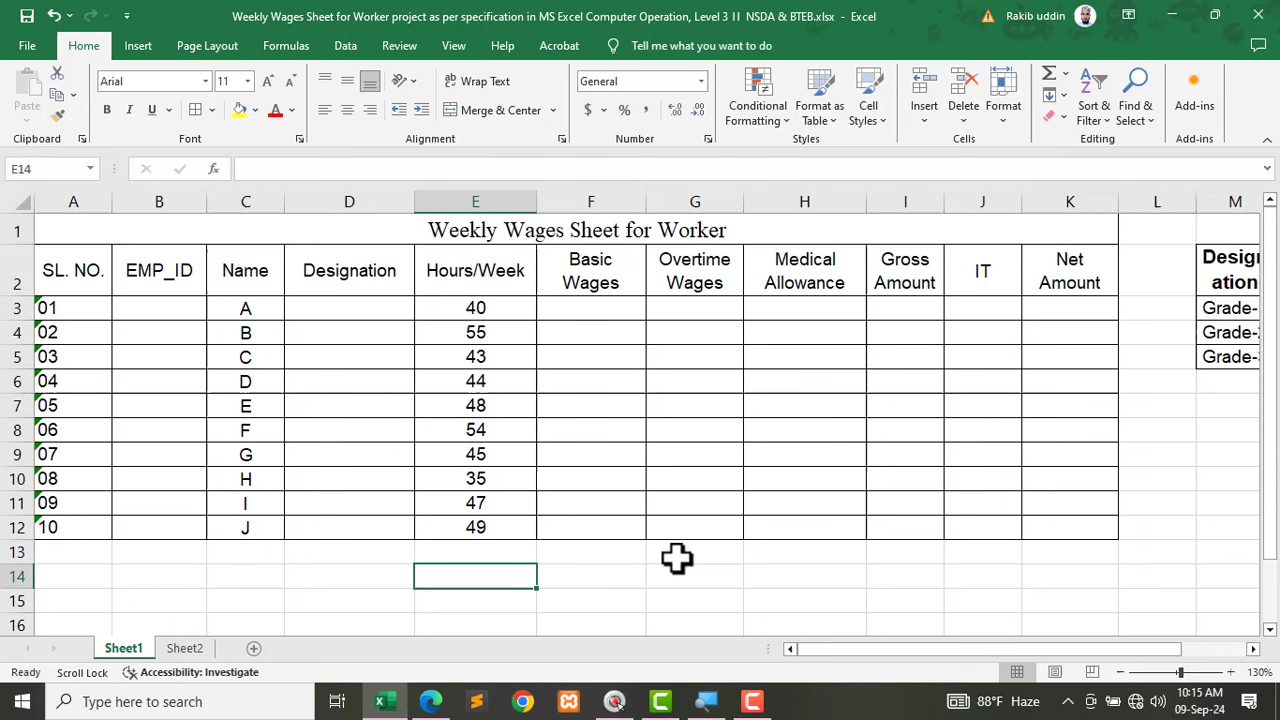 Weekly Wages Sheet for Worker project as per specification in MS Excel Computer Operation, Level 3 II NSDA & BTEB.xlsx - Excel
Rakib uddin
File Home Insert Page Layout Formulas Data Review View Help Acrobat Tell me what you want to do
Paste
Arial 11
B I U
A A A
Wrap Text
Merge & Center
General
$ %
Conditional Formatting
Format as Table
Cell Styles
Insert
Delete
Format
Sort & Filter
Find & Select
Add-ins
Clipboard Font Alignment Number Styles Cells Editing Add-ins
E14 fx
A B C D E F G H I J K L M
1 Weekly Wages Sheet for Worker
2 SL. NO. EMP_ID Name Designation Hours/Week Basic Wages Overtime Wages Medical Allowance Gross Amount IT Net Amount Design ation
3 01 A 40 Grade-
4 02 B 55 Grade-
5 03 C 43 Grade-
6 04 D 44
7 05 E 48
8 06 F 54
9 07 G 45
10 08 H 35
11 09 I 47
12 10 J 49
13
14
15
16
Sheet1 Sheet2
Ready Scroll Lock Accessibility: Investigate 130%
Type here to search
88°F Haze
10:15 AM
09-Sep-24